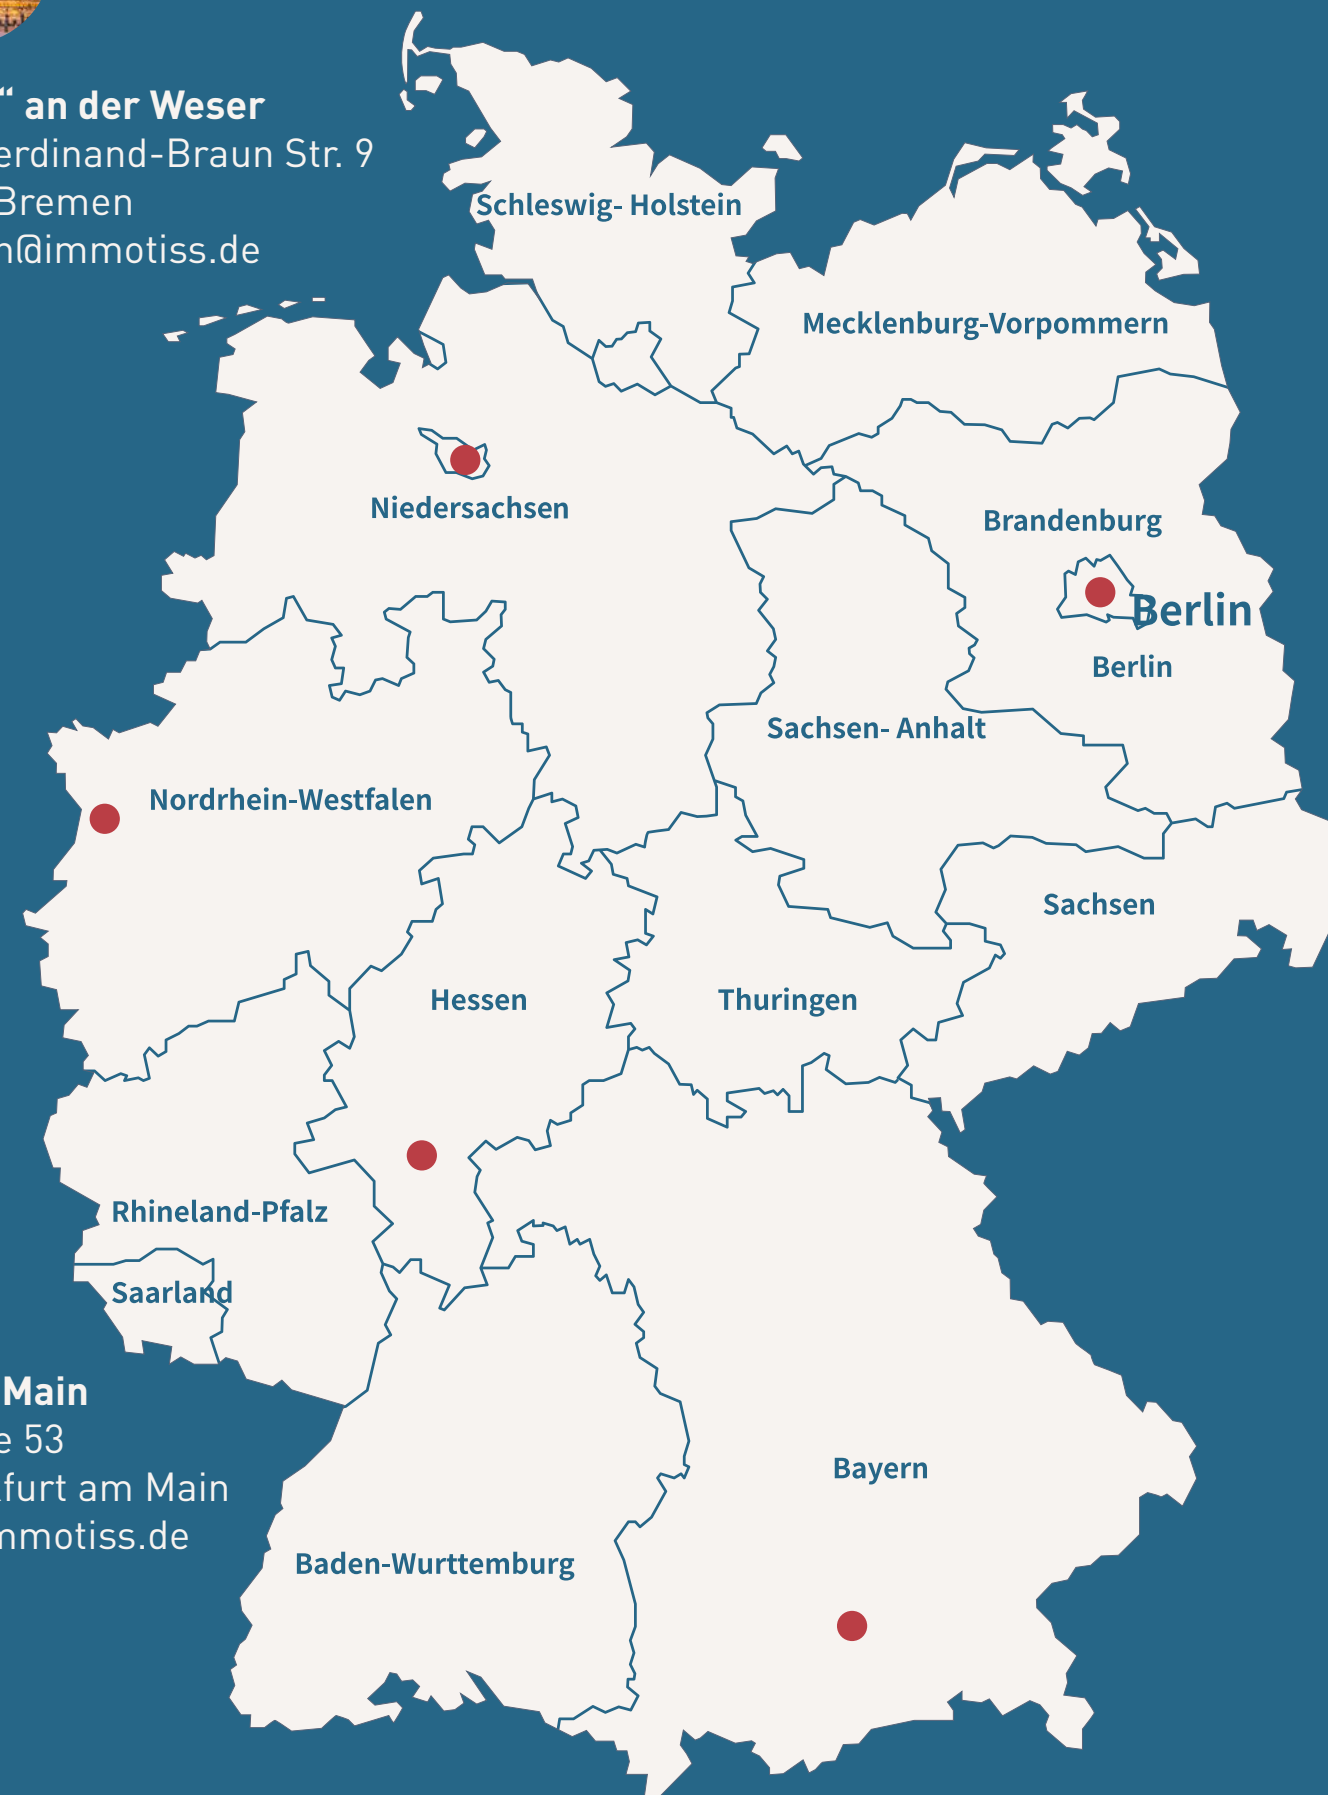 “ an der Weser
erdinand-Braun Str. 9
Bremen
n@immotiss.de
Schleswig- Holstein
Mecklenburg-Vorpommern
Niedersachsen
Brandenburg
Berlin
Berlin
Sachsen- Anhalt
Nordrhein-Westfalen
Sachsen
Hessen
Thuringen
Rhineland-Pfalz
Saarland
Main
e 53
furt am Main
mmotiss.de
Bayern
Baden-Wurttemburg